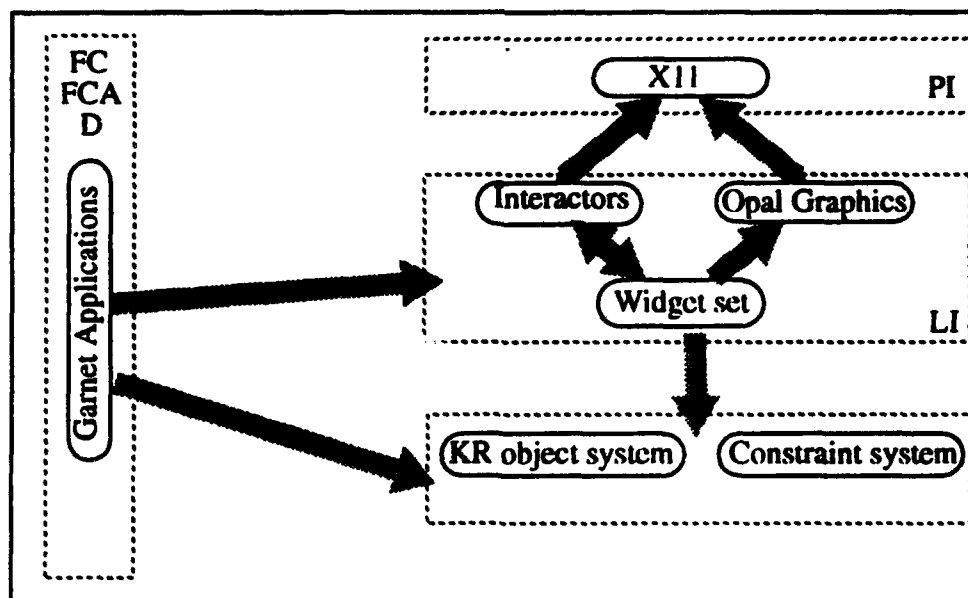 FC
FCA
D
Garnet Applications
X11
PI
Interactors
Opal Graphics
Widget set
LI
KR object system
Constraint system